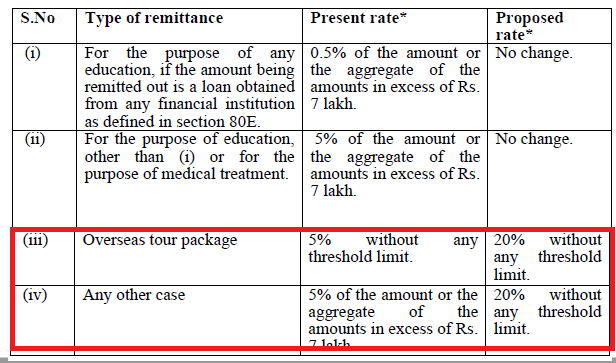 S.No Type of remittance Present rate* Proposed
rate*
(i) For the purpose of any 0.5% of the amount or No change.
education, if the amount being the aggregate of the
remitted out is a loan obtained amounts in excess of Rs.
from any financial institution 7 lakh.
as defined in section 80E.
(ii) For the purpose of education, 5% of the amount or No change.
other than (i) or for the the aggregate of the
purpose of medical treatment. amounts in excess of Rs.
7 lakh.
(iii) Overseas tour package 5% without any 20% without
threshold limit. any threshold
limit.
(iv) Any other case 5% of the amount or the 20% without
aggregate of the any threshold
amounts in excess of Rs. limit.
7 lakh